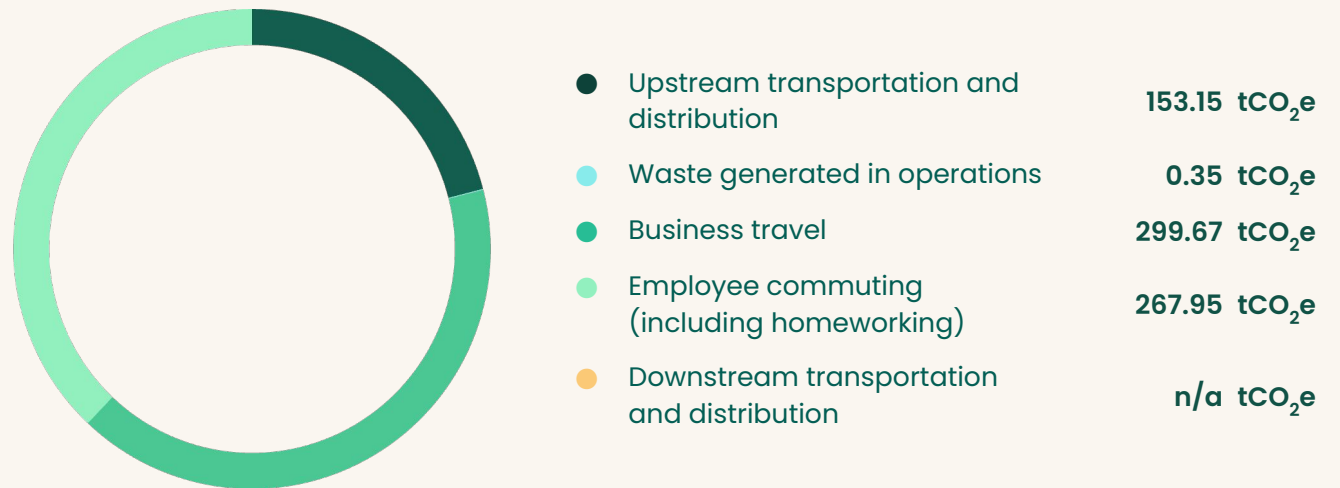 Upstream transportation and
distribution
153.15 tCO₂e
Waste generated in operations
0.35 tCO₂e
Business travel
299.67 tCO₂e
Employee commuting
(including homeworking)
267.95 tCO₂e
Downstream transportation
and distribution
n/a tCO₂e